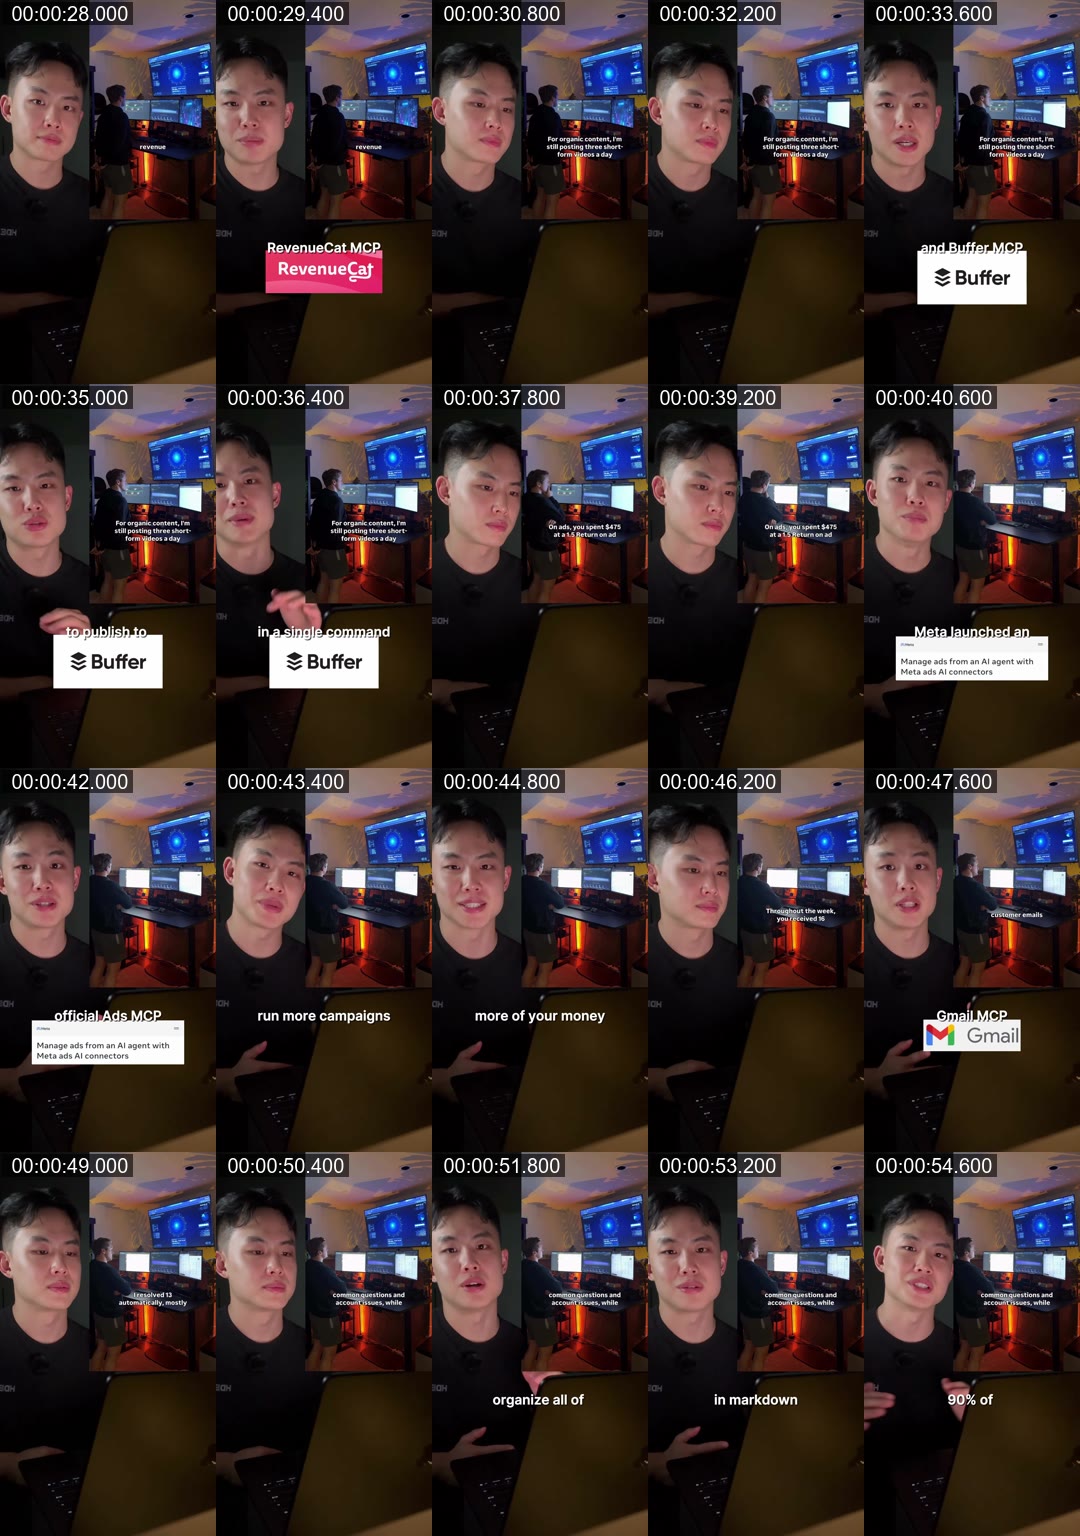 00:00:28.000
revenue
00:00:29.400
revenue
RevenueCat MCP
RevenueCat
00:00:30.800
For organic content, I'm
still posting three short-
form videos a day
00:00:32.200
For organic content, I'm
still posting three short-
form videos a day
00:00:33.600
For organic content, I'm
still posting three short-
form videos a day
and Buffer MCP
Buffer
00:00:35.000
For organic content, I'm
still posting three short-
form videos a day
to publish to
Buffer
00:00:36.400
For organic content, I'm
still posting three short-
form videos a day
in a single command
Buffer
00:00:37.800
On ads, you spent $475
at a 1.5 Return on ad
00:00:39.200
On ads, you spent $475
at a 1.5 Return on ad
00:00:40.600
Meta launched an
Manage ads from an AI agent with
Meta ads AI connectors
00:00:42.000
official Ads MCP
Manage ads from an AI agent with
Meta ads AI connectors
00:00:43.400
run more campaigns
00:00:44.800
more of your money
00:00:46.200
Throughout the week,
you received 16
00:00:47.600
customer emails
Gmail MCP
Gmail
00:00:49.000
I resolved 13
automatically, mostly
00:00:50.400
common questions and
account issues, while
00:00:51.800
common questions and
account issues, while
organize all of
00:00:53.200
common questions and
account issues, while
in markdown
00:00:54.600
common questions and
account issues, while
90% of